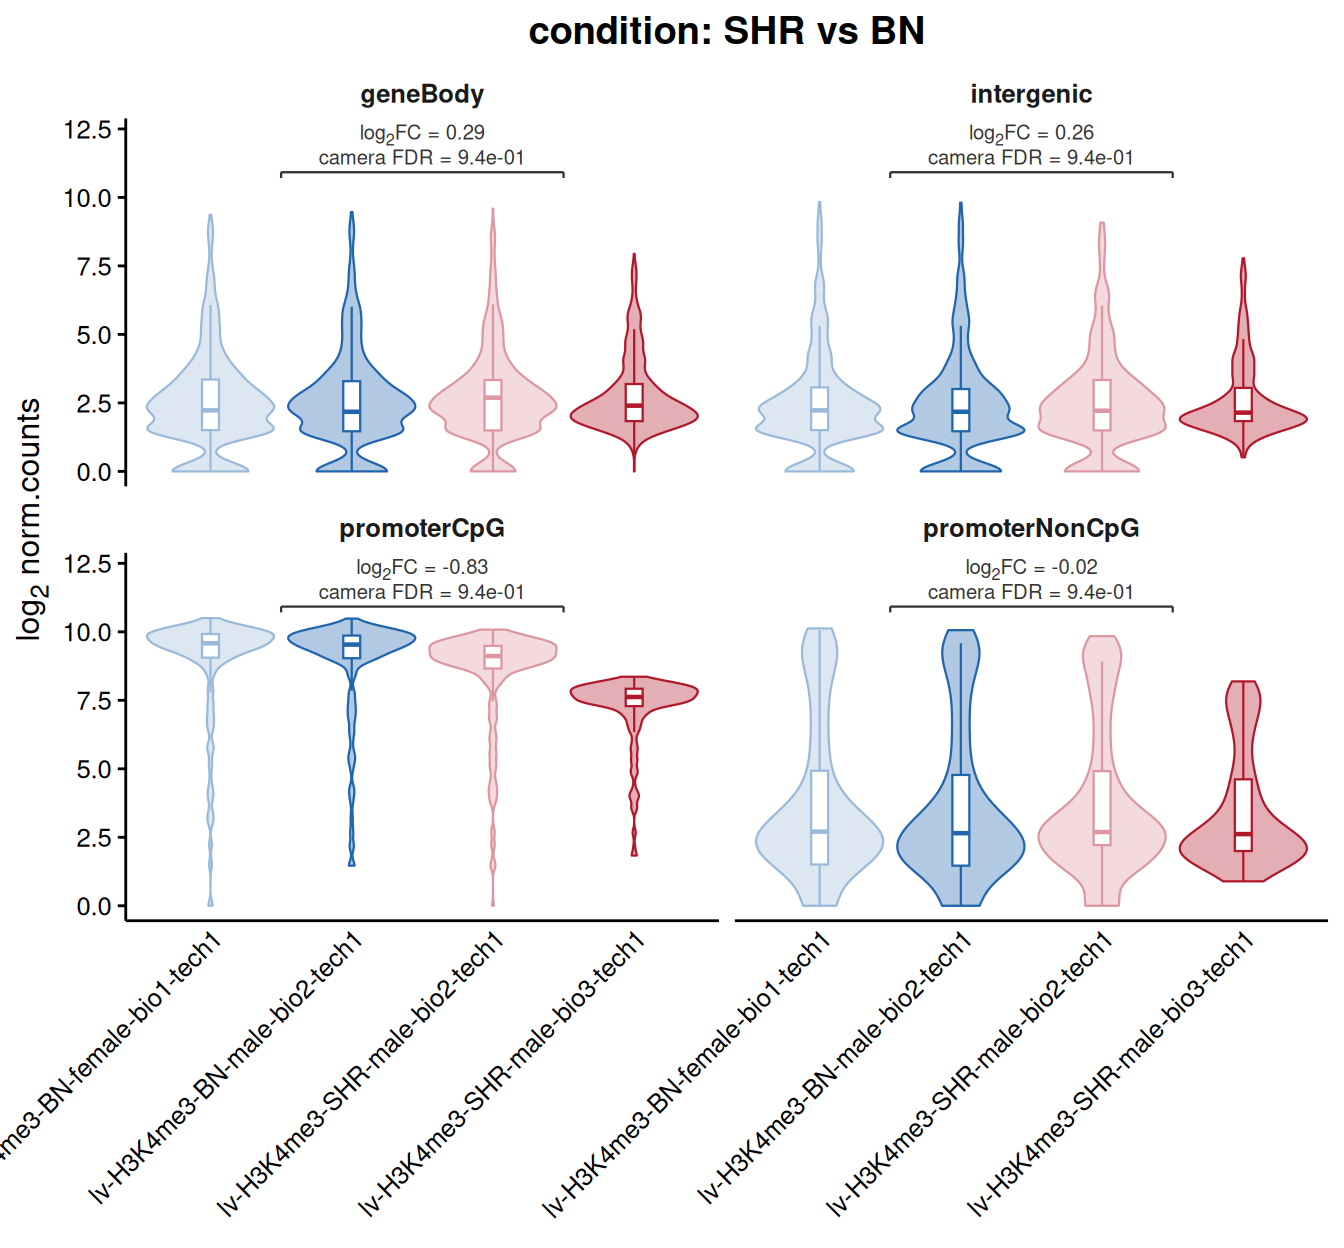 condition: SHR vs BN
geneBody
log2FC = 0.29
camera FDR = 9.4e-01
intergenic
log2FC = 0.26
camera FDR = 9.4e-01
12.5
10.0
7.5
5.0
2.5
0.0
promoterCpG
log2FC = -0.83
camera FDR = 9.4e-01
promoterNonCpG
log2FC = -0.02
camera FDR = 9.4e-01
12.5
10.0
7.5
5.0
2.5
0.0
log2 norm.counts
me3-BN-female-bio1-tech1
lv-H3K4me3-BN-male-bio2-tech1
lv-H3K4me3-SHR-male-bio2-tech1
lv-H3K4me3-SHR-male-bio3-tech1
lv-H3K4me3-BN-female-bio1-tech1
lv-H3K4me3-BN-male-bio2-tech1
lv-H3K4me3-SHR-male-bio2-tech1
lv-H3K4me3-SHR-male-bio3-tech1